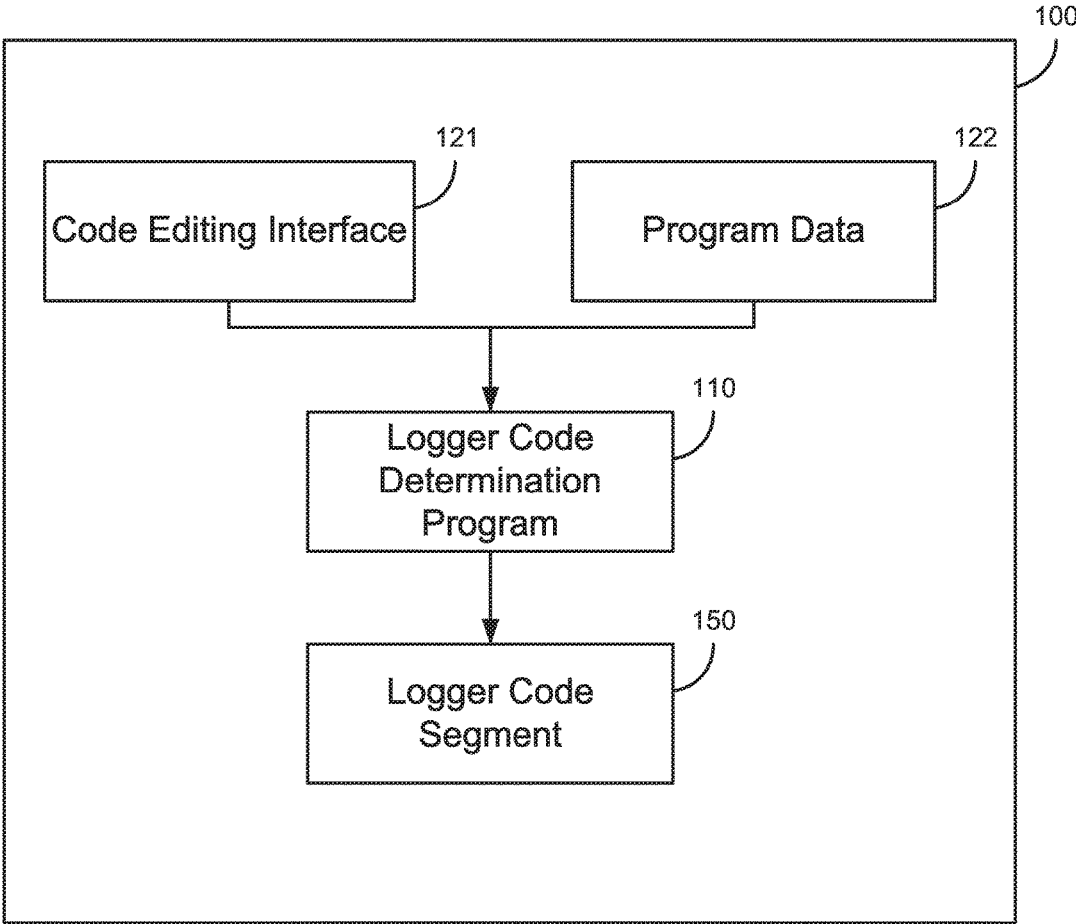 100
121
122
Code Editing Interface
Program Data
110
Logger Code
Determination
Program
150
Logger Code
Segment